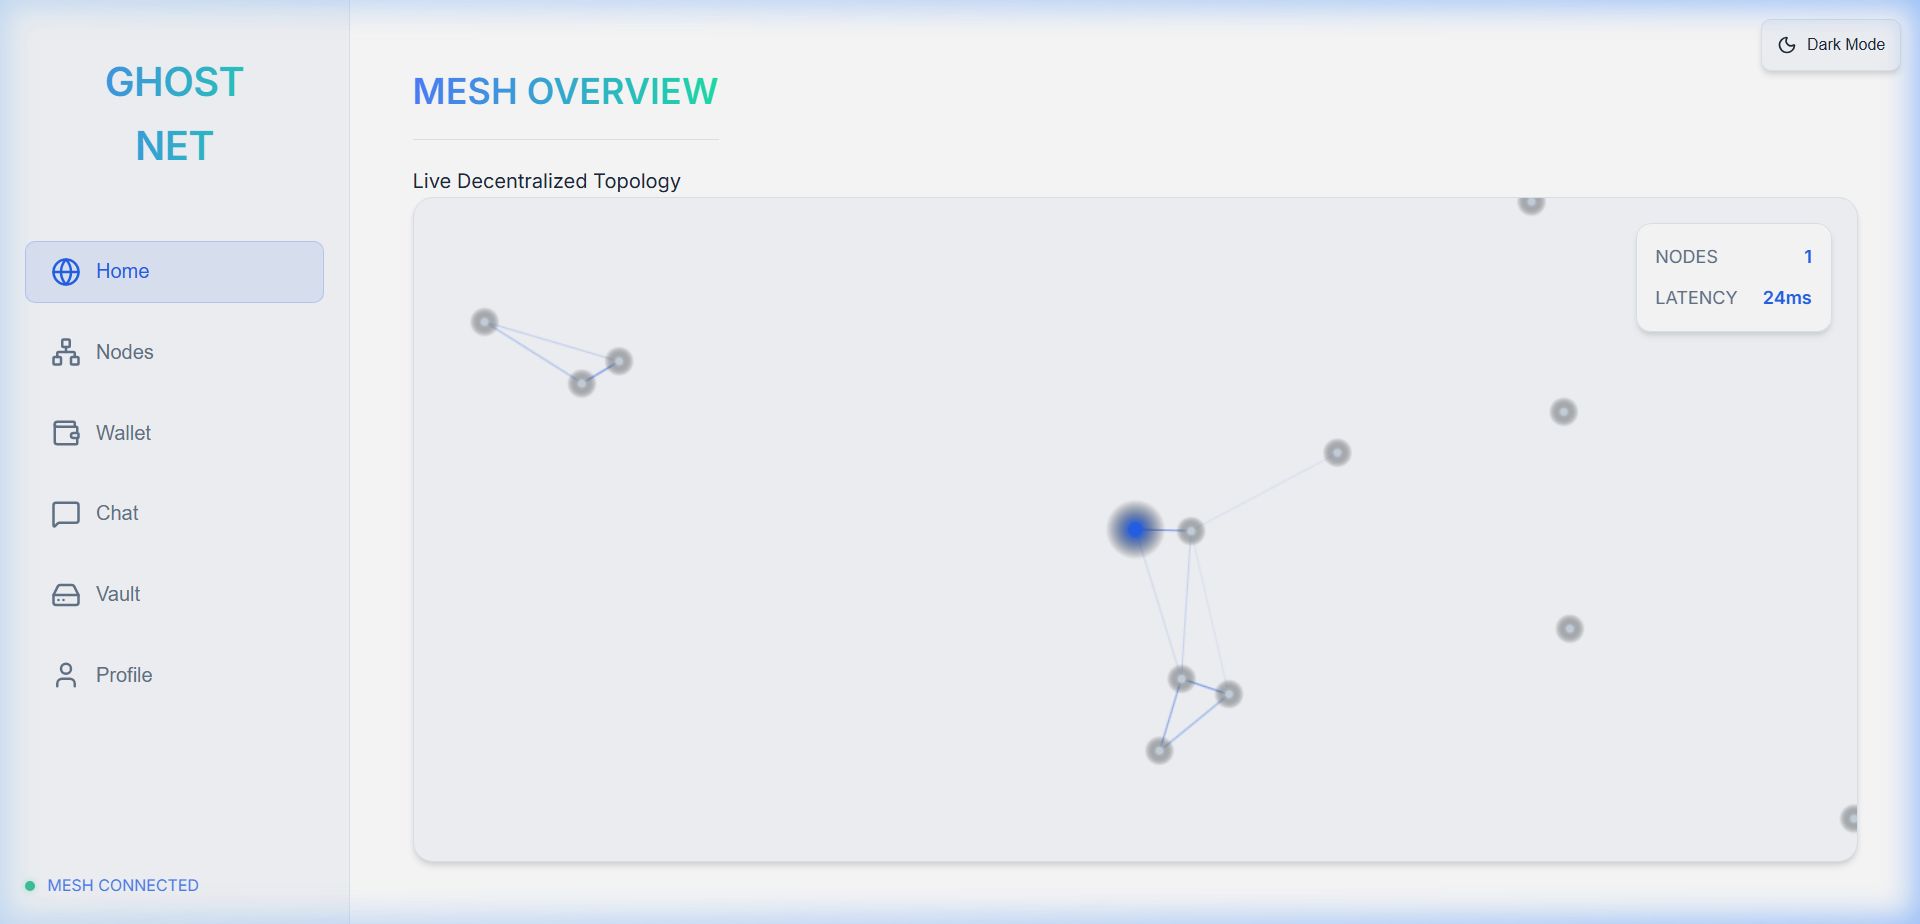 GHOST
NET
Home
Nodes
Wallet
Chat
Vault
Profile
MESH CONNECTED
Dark Mode
MESH OVERVIEW
Live Decentralized Topology
NODES 1
LATENCY 24ms